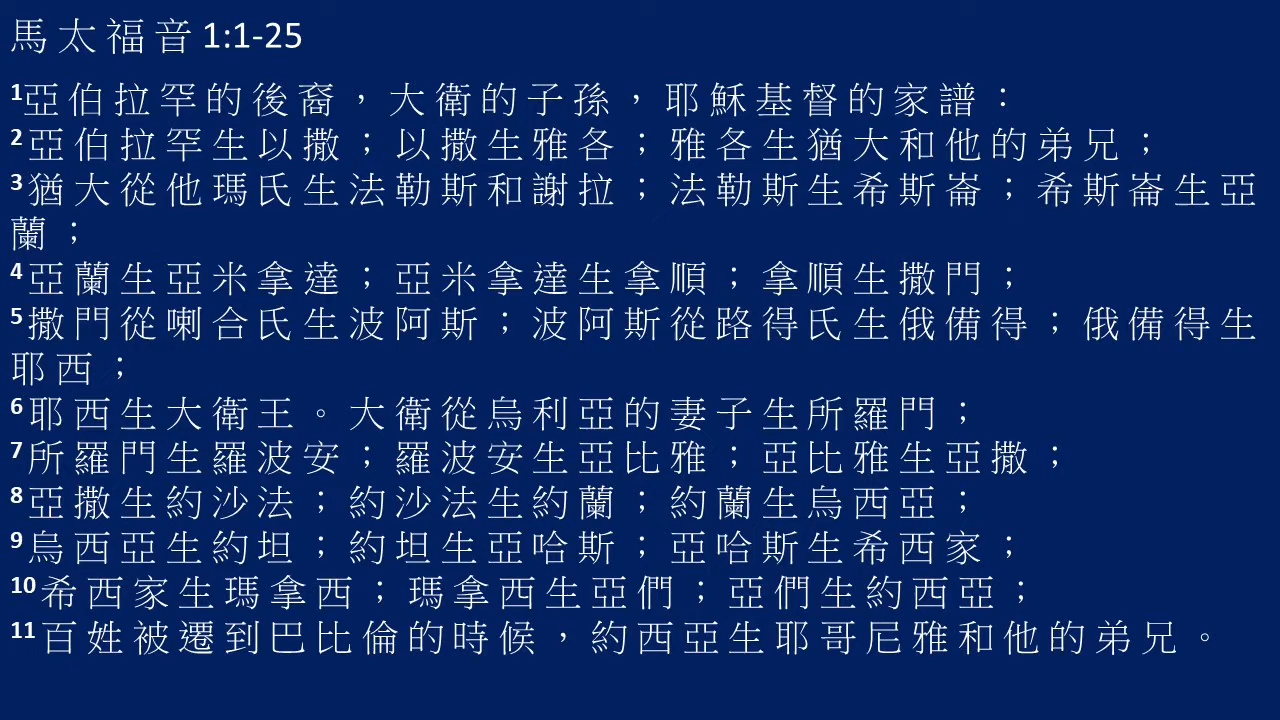 馬太福音 1:1-25
1亞伯拉罕的後裔，大衛的子孫，耶穌基督的家譜：
2亞伯拉罕生以撒；以撒生雅各；雅各生猶大和他的弟兄；
3猶大從他瑪氏生法勒斯和謝拉；法勒斯生希斯崙；希斯崙生亞
蘭；
4亞蘭生亞米拿達；亞米拿達生拿順；拿順生撒門；
5撒門從喇合氏生波阿斯；波阿斯從路得氏生俄備得；俄備得生
耶西；
6耶西生大衛王。大衛從烏利亞的妻子生所羅門；
7所羅門生羅波安；羅波安生亞比雅；亞比雅生亞撒；
8亞撒生約沙法；約沙法生約蘭；約蘭生烏西亞；
9烏西亞生約坦；約坦生亞哈斯；亞哈斯生希西家；
10希西家生瑪拿西；瑪拿西生亞們；亞們生約西亞；
11百姓被遷到巴比倫的時候，約西亞生耶哥尼雅和他的弟兄。